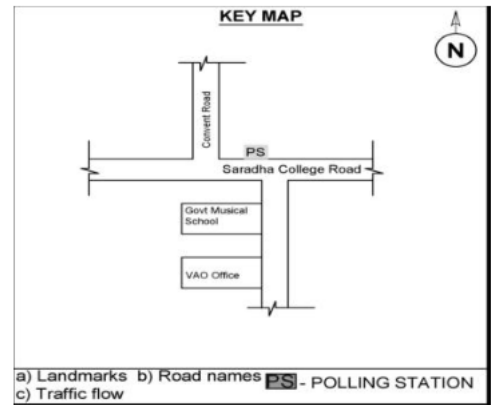 KEY MAP
N
Convent Road
PS
Saradha College Road
Govt Musical
School
VAO Office
a) Landmarks b) Road names PS - POLLING STATION
c) Traffic flow